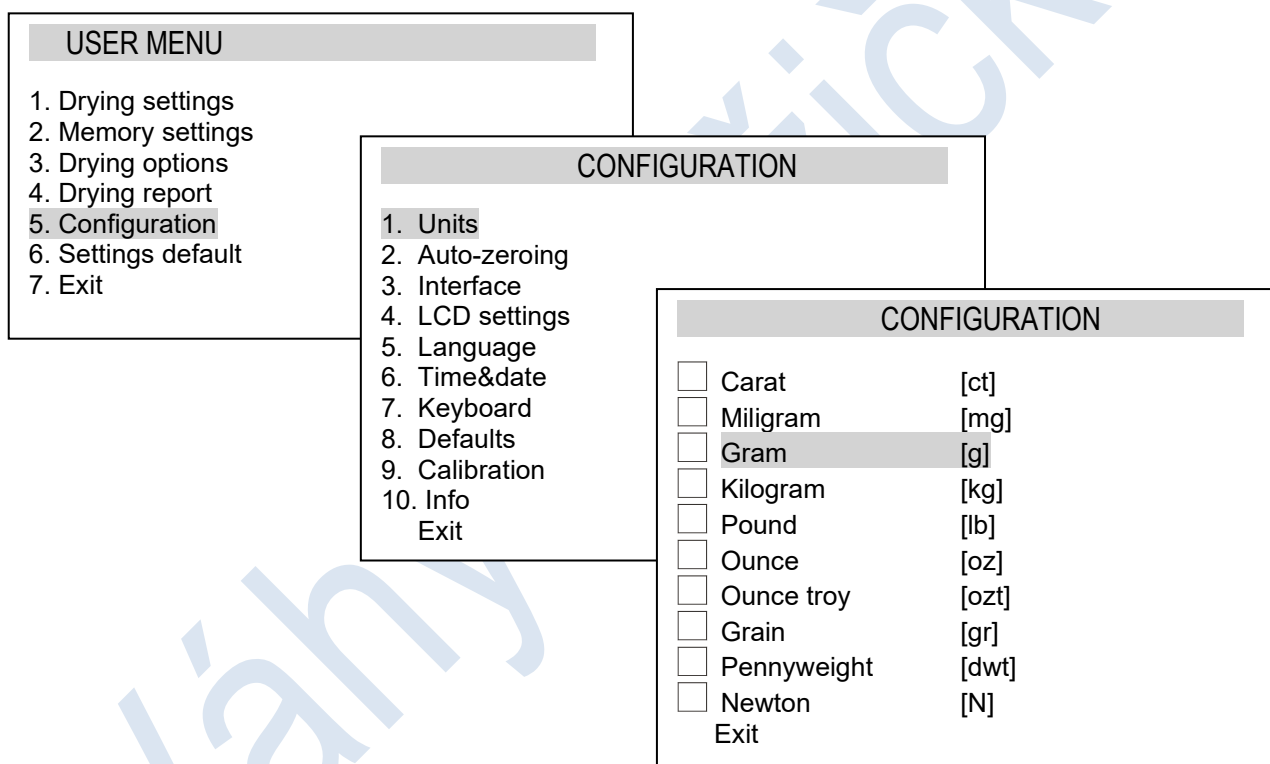 USER MENU
1. Drying settings
2. Memory settings
3. Drying options
4. Drying report
5. Configuration
6. Settings default
7. Exit
CONFIGURATION
1. Units
2. Auto-zeroing
3. Interface
4. LCD settings
5. Language
6. Time&date
7. Keyboard
8. Defaults
9. Calibration
10. Info
Exit
CONFIGURATION
Carat [ct]
Miligram [mg]
Gram [g]
Kilogram [kg]
Pound [lb]
Ounce [oz]
Ounce troy [ozt]
Grain [gr]
Pennyweight [dwt]
Newton [N]
Exit